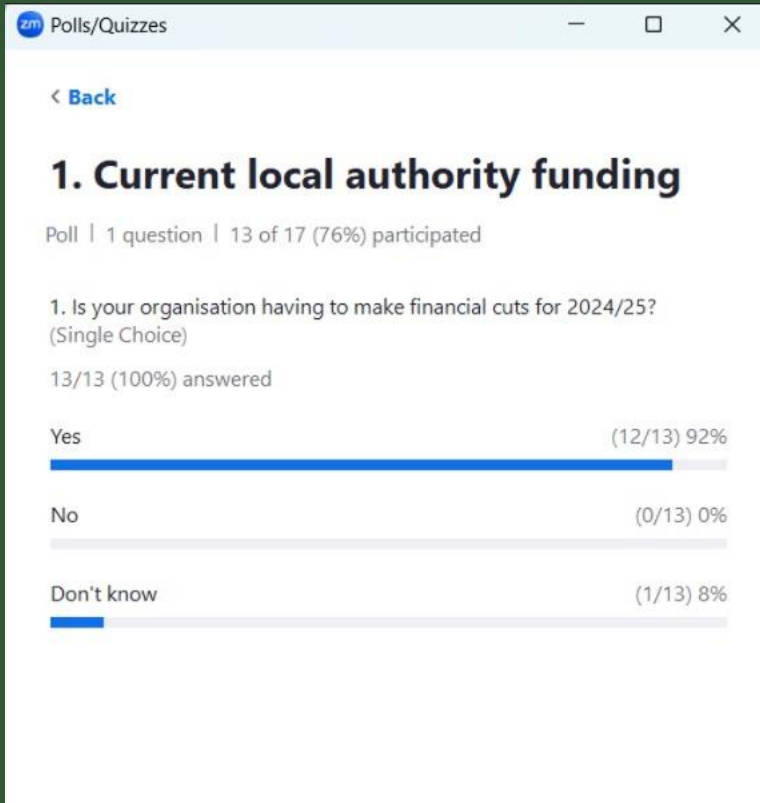 zm Polls/Quizzes
< Back
1. Current local authority funding
Poll | 1 question | 13 of 17 (76%) participated
1. Is your organisation having to make financial cuts for 2024/25?
(Single Choice)
13/13 (100%) answered
Yes (12/13) 92%
No (0/13) 0%
Don't know (1/13) 8%